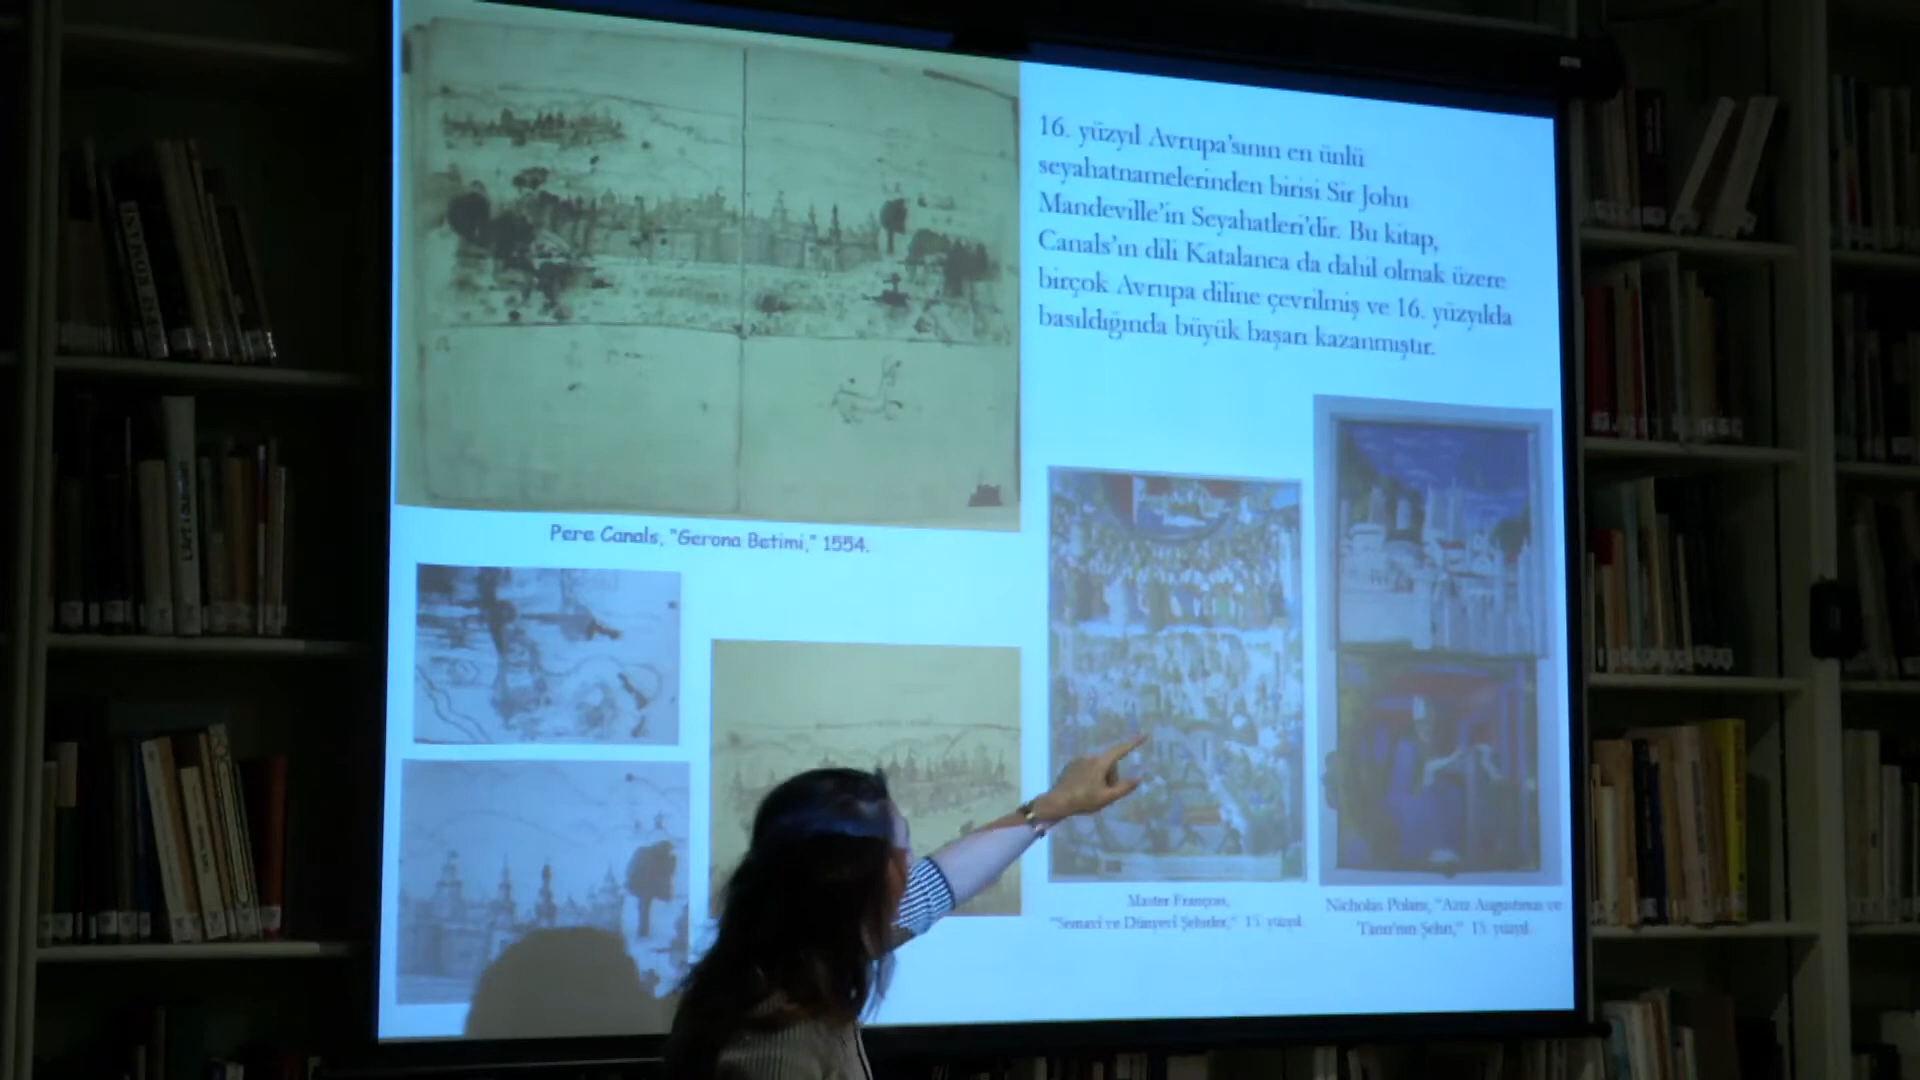 16. yüzyıl Avrupa'sının en ünlü
seyahatnamelerinden birisi Sir John
Mandeville'in Seyahatleri'dir. Bu kitap,
Canals'ın dili Katalanca da dahil olmak üzere
birçok Avrupa diline çevrilmiş ve 16. yüzyılda
basıldığında büyük başarı kazanmıştır.
Pere Canals, "Gerona Betimi," 1554.
Master François,
"Semavi ve Dünyevi Şehirler," 15. yüzyıl.
Nicholas Polani, "Aziz Augustinus ve
Tanrı'nın Şehri," 15. yüzyıl.